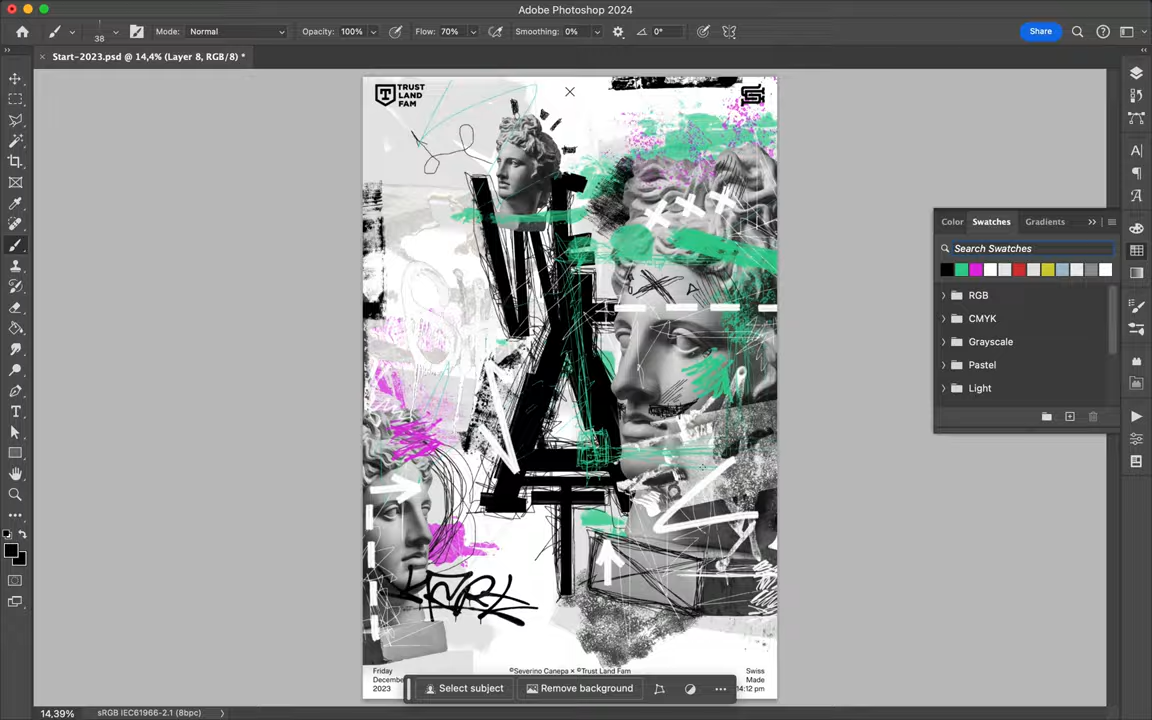 Adobe Photoshop 2024
38
Mode: Normal
Opacity: 100%
Flow: 70%
Smoothing: 0%
0°
Share
Start-2023.psd @ 14,4% (Layer 8, RGB/8) *
TRUST
LAND
FAM
Color
Swatches
Gradients
Search Swatches
RGB
CMYK
Grayscale
Pastel
Light
Friday
2023
©Severino Canepa × ©Trust Land Fam
Swiss
Made
14:12 pm
Select subject
Remove background
14,39%
sRGB IEC61966-2.1 (8bpc)